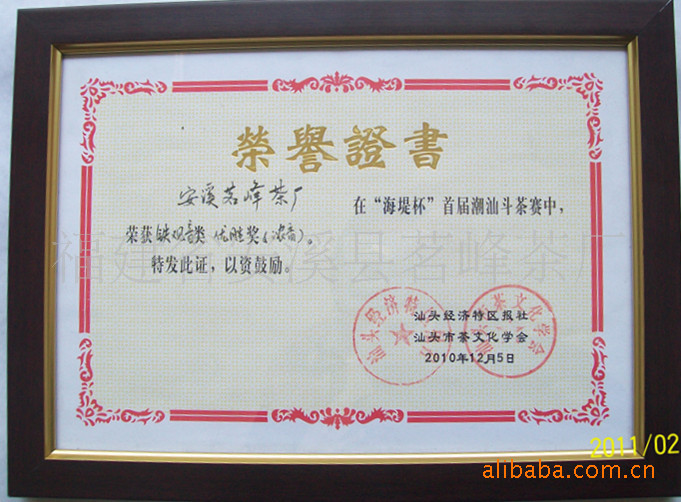 榮譽證書
安溪茗峰茶厂 在“海堤杯”首届潮汕斗茶赛中，
荣获铁观音类优胜奖（浓香）。
特发此证，以资鼓励。
福建省安溪县茗峰茶厂
汕头经济特区报社
汕头市茶文化学会
2010年12月5日
2011/02
alibaba.com.cn